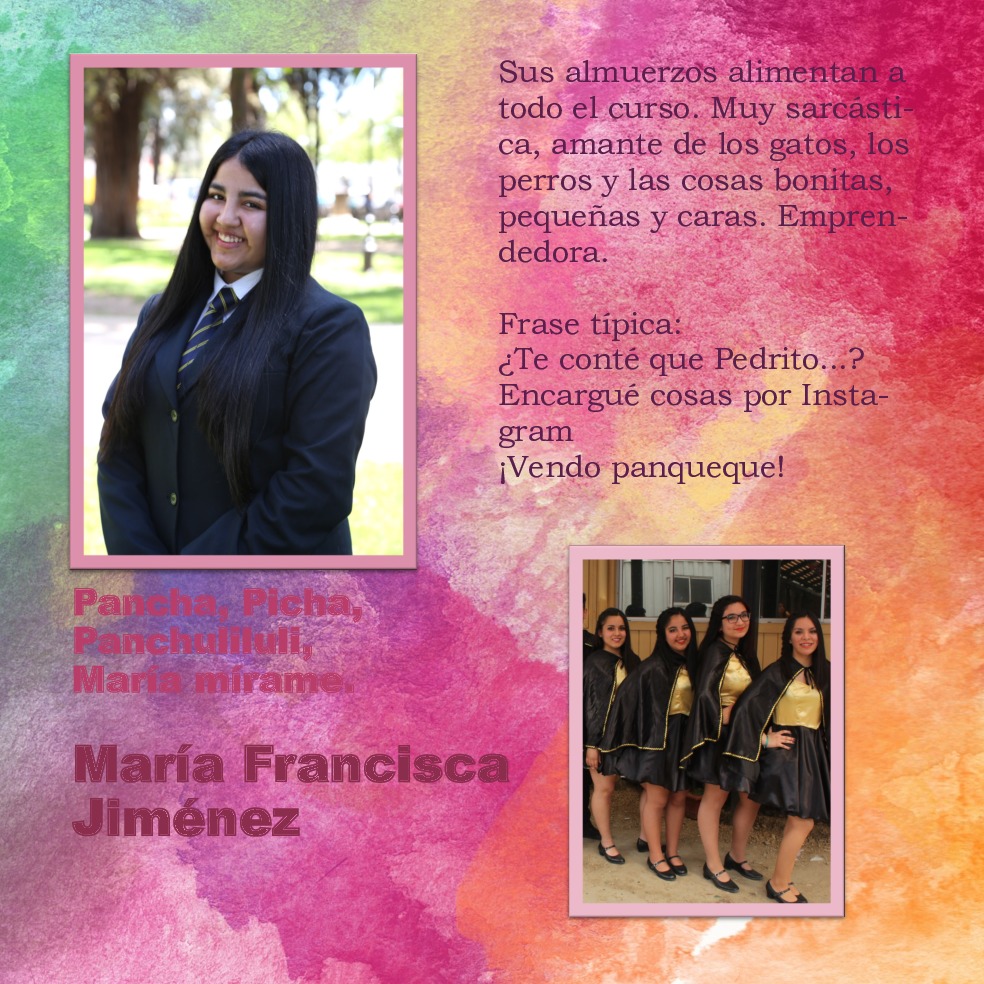 Sus almuerzos alimentan a
todo el curso. Muy sarcásti-
ca, amante de los gatos, los
perros y las cosas bonitas,
pequeñas y caras. Empren-
dedora.
Frase típica:
¿Te conté que Pedrito...?
Encargué cosas por Insta-
gram
¡Vendo panqueque!
Pancha, Picha,
Panchuliluli,
María mírame.
María Francisca
Jiménez